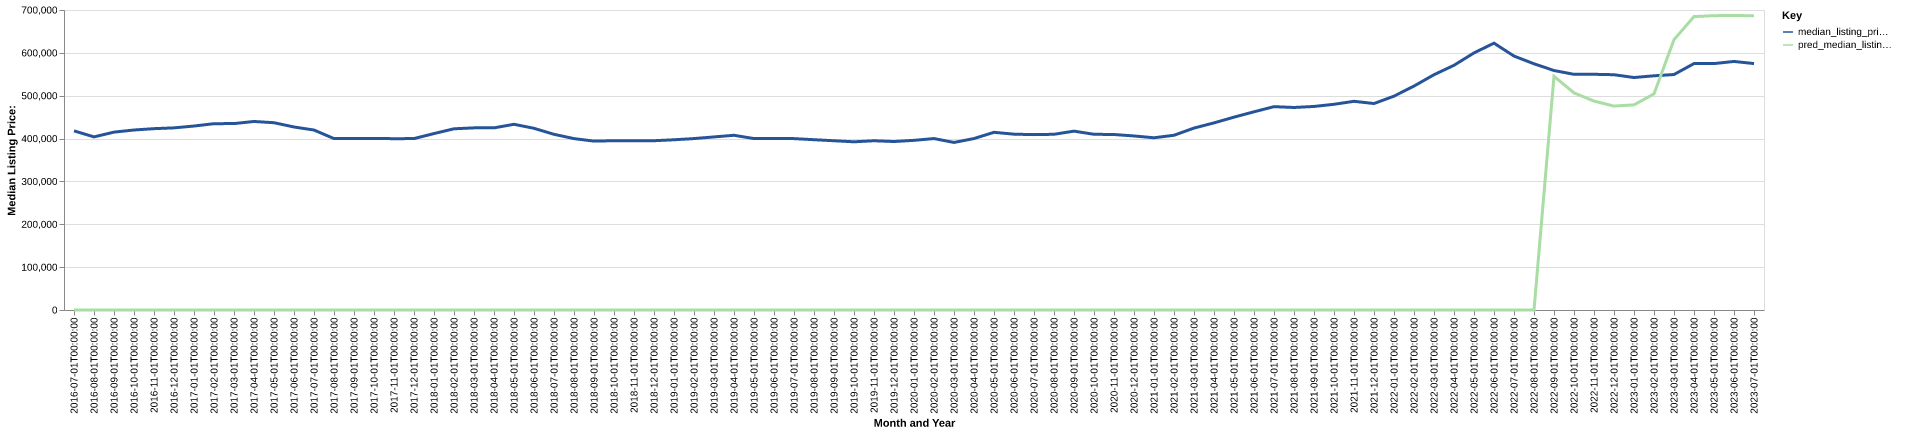 700,000
600,000
500,000
400,000
300,000
200,000
100,000
0
Median Listing Price:
2016-07-01T00:00:00
2016-08-01T00:00:00
2016-09-01T00:00:00
2016-10-01T00:00:00
2016-11-01T00:00:00
2016-12-01T00:00:00
2017-01-01T00:00:00
2017-02-01T00:00:00
2017-03-01T00:00:00
2017-04-01T00:00:00
2017-05-01T00:00:00
2017-06-01T00:00:00
2017-07-01T00:00:00
2017-08-01T00:00:00
2017-09-01T00:00:00
2017-10-01T00:00:00
2017-11-01T00:00:00
2017-12-01T00:00:00
2018-01-01T00:00:00
2018-02-01T00:00:00
2018-03-01T00:00:00
2018-04-01T00:00:00
2018-05-01T00:00:00
2018-06-01T00:00:00
2018-07-01T00:00:00
2018-08-01T00:00:00
2018-09-01T00:00:00
2018-10-01T00:00:00
2018-11-01T00:00:00
2018-12-01T00:00:00
2019-01-01T00:00:00
2019-02-01T00:00:00
2019-03-01T00:00:00
2019-04-01T00:00:00
2019-05-01T00:00:00
2019-06-01T00:00:00
2019-07-01T00:00:00
2019-08-01T00:00:00
2019-09-01T00:00:00
2019-10-01T00:00:00
2019-11-01T00:00:00
2019-12-01T00:00:00
2020-01-01T00:00:00
2020-02-01T00:00:00
2020-03-01T00:00:00
2020-04-01T00:00:00
2020-05-01T00:00:00
2020-06-01T00:00:00
2020-07-01T00:00:00
2020-08-01T00:00:00
2020-09-01T00:00:00
2020-10-01T00:00:00
2020-11-01T00:00:00
2020-12-01T00:00:00
2021-01-01T00:00:00
2021-02-01T00:00:00
2021-03-01T00:00:00
2021-04-01T00:00:00
2021-05-01T00:00:00
2021-06-01T00:00:00
2021-07-01T00:00:00
2021-08-01T00:00:00
2021-09-01T00:00:00
2021-10-01T00:00:00
2021-11-01T00:00:00
2021-12-01T00:00:00
2022-01-01T00:00:00
2022-02-01T00:00:00
2022-03-01T00:00:00
2022-04-01T00:00:00
2022-05-01T00:00:00
2022-06-01T00:00:00
2022-07-01T00:00:00
2022-08-01T00:00:00
2022-09-01T00:00:00
2022-10-01T00:00:00
2022-11-01T00:00:00
2022-12-01T00:00:00
2023-01-01T00:00:00
2023-02-01T00:00:00
2023-03-01T00:00:00
2023-04-01T00:00:00
2023-05-01T00:00:00
2023-06-01T00:00:00
2023-07-01T00:00:00
Month and Year
Key
median_listing_pri…
pred_median_listin…